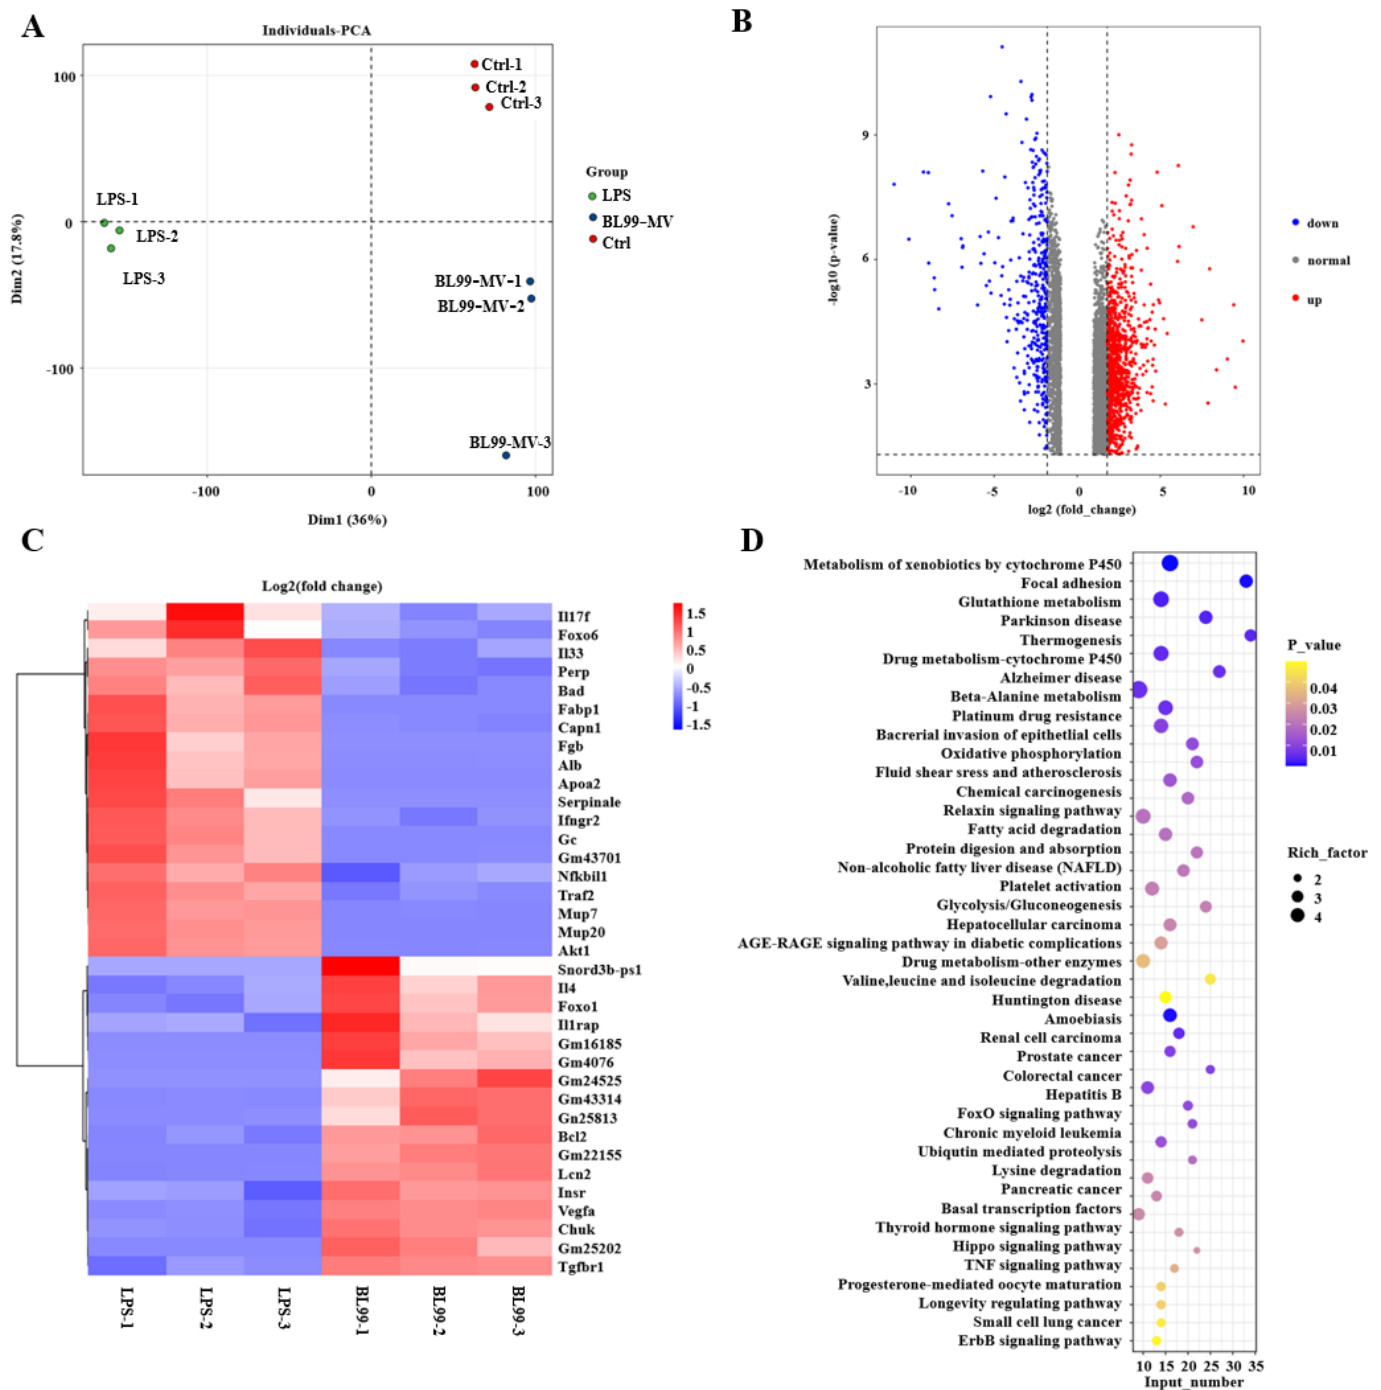 A
Individuals-PCA
100
0
-100
Dim2 (17.8%)
Ctrl-1
Ctrl-2
Ctrl-3
LPS-1
LPS-2
LPS-3
BL99-MV-1
BL99-MV-2
BL99-MV-3
-100
0
100
Dim1 (36%)
Group
LPS
BL99-MV
Ctrl
B
9
6
3
-log10 (p-value)
-10
-5
0
5
10
log2 (fold_change)
down
normal
up
C
Log2(fold change)
Il17f
Foxo6
Il33
Perp
Bad
Fabp1
Capn1
Fgb
Alb
Apoa2
Serpinale
Ifngr2
Gc
Gm43701
Nfkbil1
Traf2
Mup7
Mup20
Akt1
Snord3b-ps1
Il4
Foxo1
Il1rap
Gm16185
Gm4076
Gm24525
Gm43314
Gn25813
Bcl2
Gm22155
Lcn2
Insr
Vegfa
Chuk
Gm25202
Tgfbr1
LPS-1
LPS-2
LPS-3
BL99-1
BL99-2
BL99-3
1.5
1
0.5
0
-0.5
-1
-1.5
D
Metabolism of xenobiotics by cytochrome P450
Focal adhesion
Glutathione metabolism
Parkinson disease
Thermogenesis
Drug metabolism-cytochrome P450
Alzheimer disease
Beta-Alanine metabolism
Platinum drug resistance
Bacrerial invasion of epithetlial cells
Oxidative phosphorylation
Fluid shear sress and atherosclerosis
Chemical carcinogenesis
Relaxin signaling pathway
Fatty acid degradation
Protein digesion and absorption
Non-alcoholic fatty liver disease (NAFLD)
Platelet activation
Glycolysis/Gluconeogenesis
Hepatocellular carcinoma
AGE-RAGE signaling pathway in diabetic complications
Drug metabolism-other enzymes
Valine,leucine and isoleucine degradation
Huntington disease
Amoebiasis
Renal cell carcinoma
Prostate cancer
Colorectal cancer
Hepatitis B
FoxO signaling pathway
Chronic myeloid leukemia
Ubiqutin mediated proteolysis
Lysine degradation
Pancreatic cancer
Basal transcription factors
Thyroid hormone signaling pathway
Hippo signaling pathway
TNF signaling pathway
Progesterone-mediated oocyte maturation
Longevity regulating pathway
Small cell lung cancer
ErbB signaling pathway
10 15 20 25 30 35
Input_number
P_value
0.04
0.03
0.02
0.01
Rich_factor
2
3
4